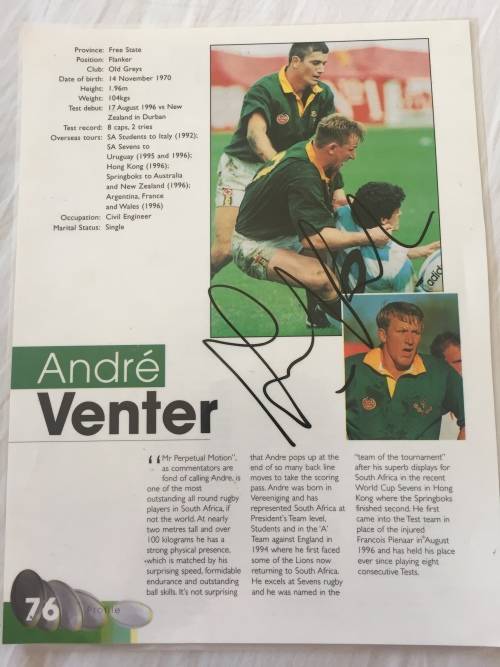 Province: Free State
Position: Flanker
Club: Old Greys
Date of birth: 14 November 1970
Height: 1.96m
Weight: 104kgs
Test debut: 17 August 1996 vs New
Zealand in Durban
Test record: 8 caps, 2 tries
Overseas tours: SA Students to Italy (1992);
SA Sevens to
Uruguay (1995 and 1996);
Hong Kong (1996);
Springboks to Australia
and New Zealand (1996);
Argentina, France
and Wales (1996)
Occupation: Civil Engineer
Marital Status: Single
adidas
André
Venter
“Mr Perpetual Motion",
as commentators are
fond of calling Andre, is
one of the most
outstanding all round rugby
players in South Africa, if
not the world. At nearly
two metres tall and over
100 kilograms he has a
strong physical presence,
which is matched by his
surprising speed, formidable
endurance and outstanding
ball skills. It's not surprising
that Andre pops up at the
end of so many back line
moves to take the scoring
pass. Andre was born in
Vereeniging and has
represented South Africa at
President's Team level,
Students and in the 'A'
Team against England in
1994 where he first faced
some of the Lions now
returning to South Africa.
He excels at Sevens rugby
and he was named in the
"team of the tournament"
after his superb displays for
South Africa in the recent
World Cup Sevens in Hong
Kong where the Springboks
finished second. He first
came into the Test team in
place of the injured
Francois Pienaar in August
1996 and has held his place
ever since playing eight
consecutive Tests.
76 Profile